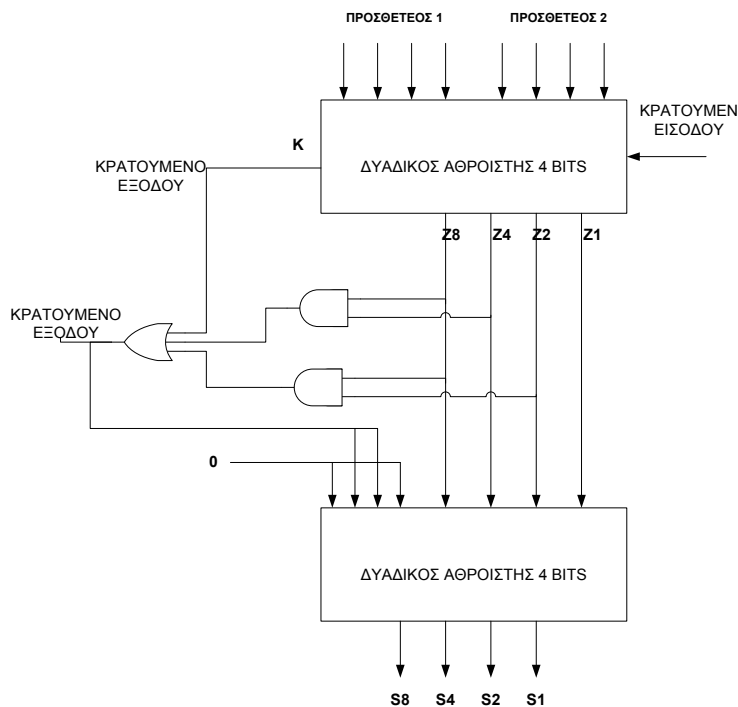 ΠΡΟΣΘΕΤΕΟΣ 1
ΠΡΟΣΘΕΤΕΟΣ 2
ΚΡΑΤΟΥΜΕΝ
ΕΙΣΟΔΟΥ
Κ
ΔΥΑΔΙΚΟΣ ΑΘΡΟΙΣΤΗΣ 4 BITS
ΚΡΑΤΟΥΜΕΝΟ
ΕΞΟΔΟΥ
Z8 Z4 Z2 Z1
ΚΡΑΤΟΥΜΕΝΟ
ΕΞΟΔΟΥ
0
ΔΥΑΔΙΚΟΣ ΑΘΡΟΙΣΤΗΣ 4 BITS
S8 S4 S2 S1